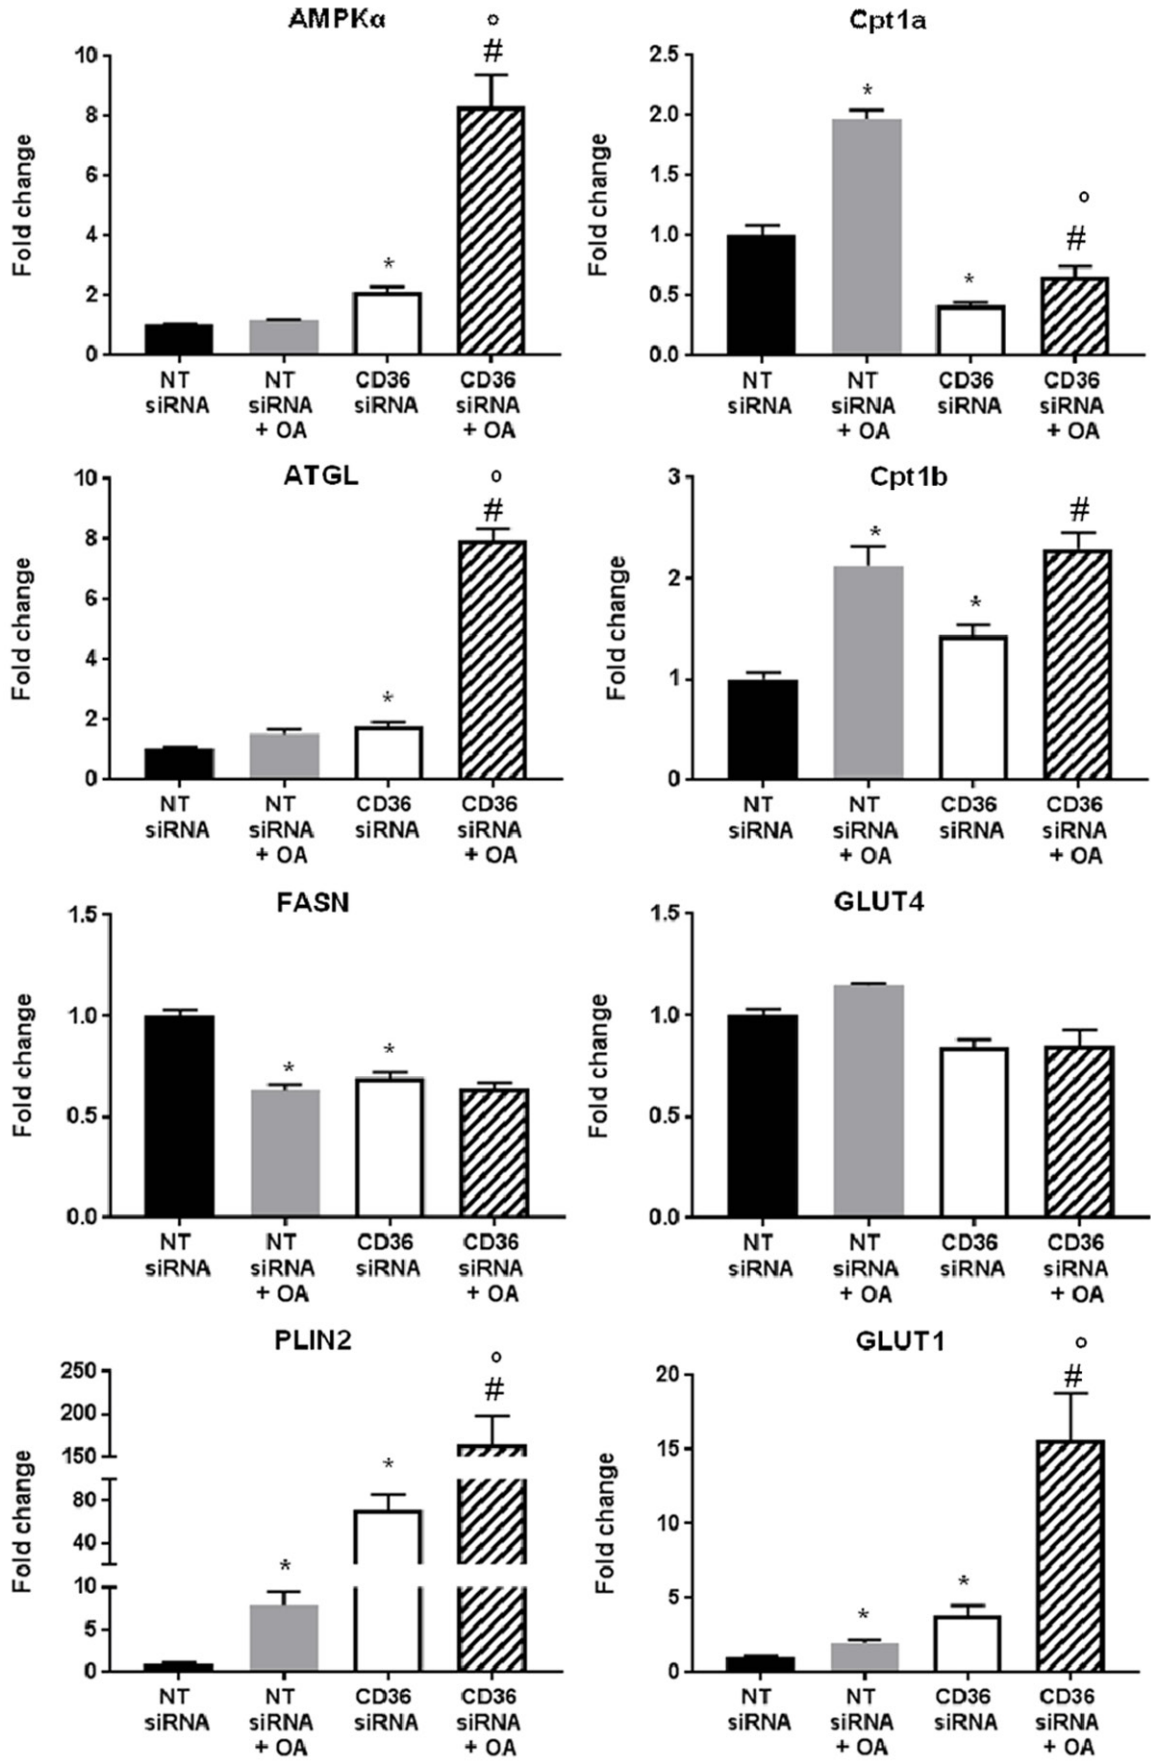 AMPKα
°
#
10
8
6
4
2
0
Fold change
*
NT
siRNA
NT
siRNA
+ OA
CD36
siRNA
CD36
siRNA
+ OA
Cpt1a
2.5
2.0
1.5
1.0
0.5
0.0
Fold change
*
*
°
#
NT
siRNA
NT
siRNA
+ OA
CD36
siRNA
CD36
siRNA
+ OA
ATGL
°
#
10
8
6
4
2
0
Fold change
*
NT
siRNA
NT
siRNA
+ OA
CD36
siRNA
CD36
siRNA
+ OA
Cpt1b
3
2
1
0
Fold change
*
*
#
NT
siRNA
NT
siRNA
+ OA
CD36
siRNA
CD36
siRNA
+ OA
FASN
1.5
1.0
0.5
0.0
Fold change
*
*
NT
siRNA
NT
siRNA
+ OA
CD36
siRNA
CD36
siRNA
+ OA
GLUT4
1.5
1.0
0.5
0.0
Fold change
NT
siRNA
NT
siRNA
+ OA
CD36
siRNA
CD36
siRNA
+ OA
PLIN2
250
200
150
80
40
10
5
0
Fold change
*
*
°
#
NT
siRNA
NT
siRNA
+ OA
CD36
siRNA
CD36
siRNA
+ OA
GLUT1
20
15
10
5
0
Fold change
*
*
°
#
NT
siRNA
NT
siRNA
+ OA
CD36
siRNA
CD36
siRNA
+ OA